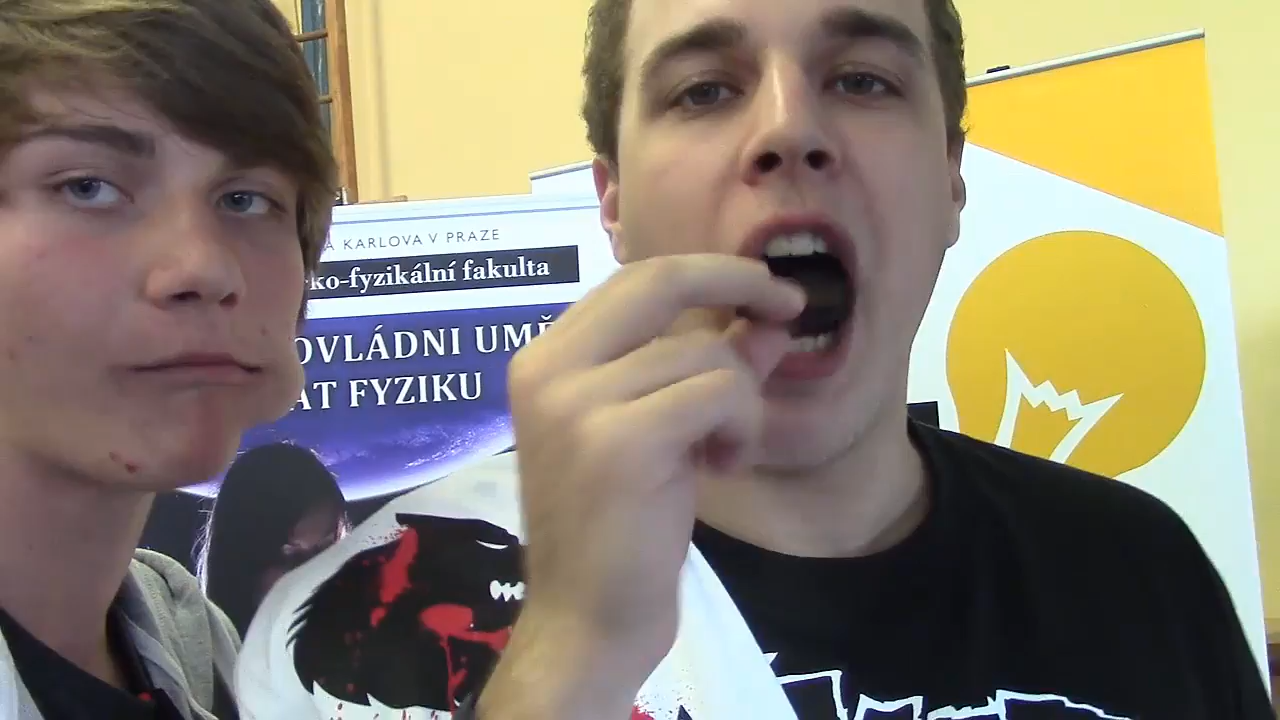 KARLOVA V PRAZE
ko-fyzikální fakulta
OVLÁDNI UMĚ
AT FYZIKU